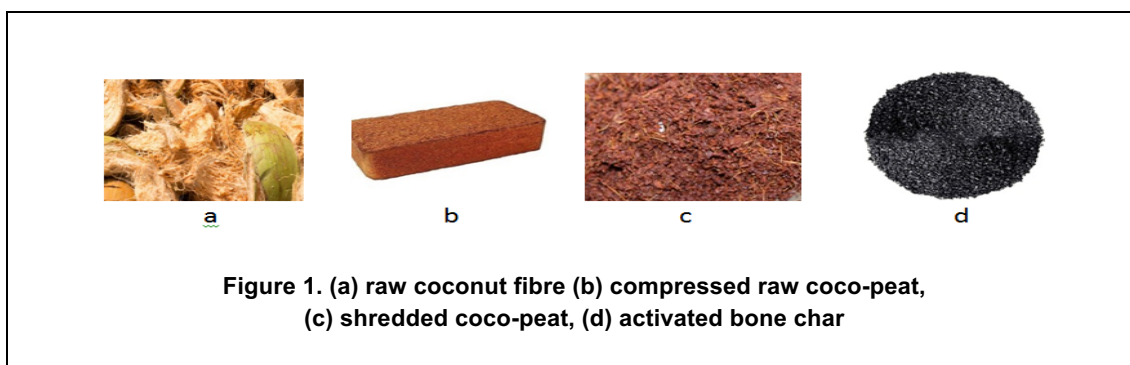 a b c d
Figure 1. (a) raw coconut fibre (b) compressed raw coco-peat,
(c) shredded coco-peat, (d) activated bone char